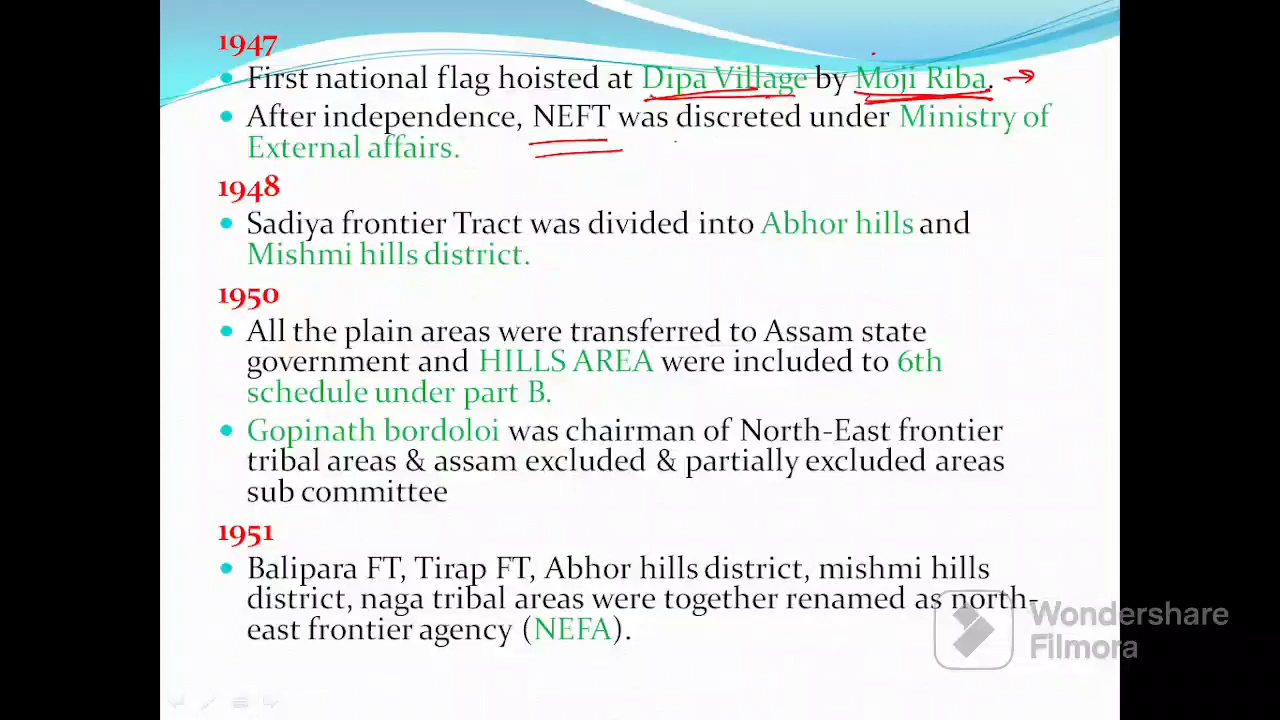 1947
First national flag hoisted at Dipa Village by Moji Riba.
After independence, NEFT was discreted under Ministry of
External affairs.
1948
Sadiya frontier Tract was divided into Abhor hills and
Mishmi hills district.
1950
All the plain areas were transferred to Assam state
government and HILLS AREA were included to 6th
schedule under part B.
Gopinath bordoloi was chairman of North-East frontier
tribal areas & assam excluded & partially excluded areas
sub committee
1951
Balipara FT, Tirap FT, Abhor hills district, mishmi hills
district, naga tribal areas were together renamed as north-
east frontier agency (NEFA).
Wondershare
Filmora